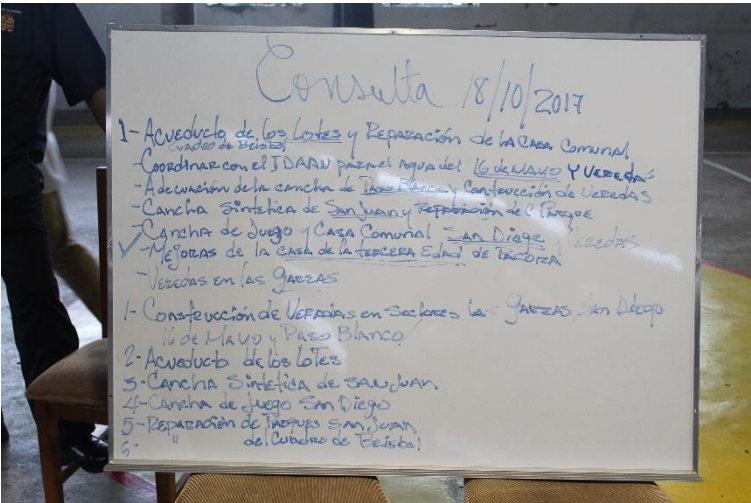 Consulta 18/10/2017
1- Acueducto de los Lotes y Reparación de la Casa Comunal
Cuadro de Beisbol
-Coordinar con el IDAAN para el agua del 16 de Mayo Y Veredas
-Adecuación de la cancha de Paso Blanco y Construcción de Veredas
-Cancha Sintética de San Juan y Reparación del Parque
-Cancha de Juego y Casa Comunal San Diego y Veredas
-Mejoras de la casa de la tercera Edad de
-Veredas en las Garzas
1- Construcción de Veredas en Sectores las Garzas San Diego
16 de Mayo y Paso Blanco
2- Acueducto de los Lotes
3- Cancha Sintética de San Juan
4- Cancha de Juego San Diego
5- Reparación de Parques San Juan
6- " del Cuadro de Beisbol